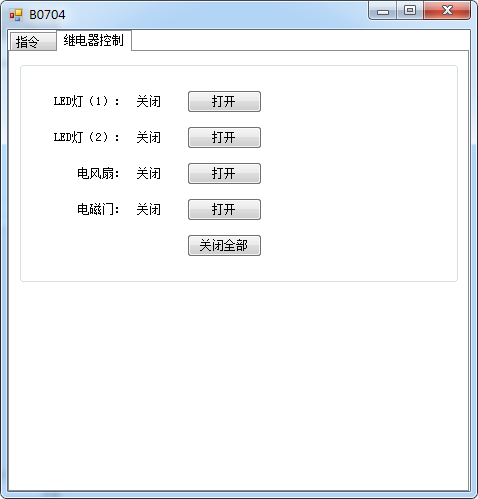 B0704
指令 继电器控制
LED灯（1）： 关闭 打开
LED灯（2）： 关闭 打开
电风扇： 关闭 打开
电磁门： 关闭 打开
关闭全部